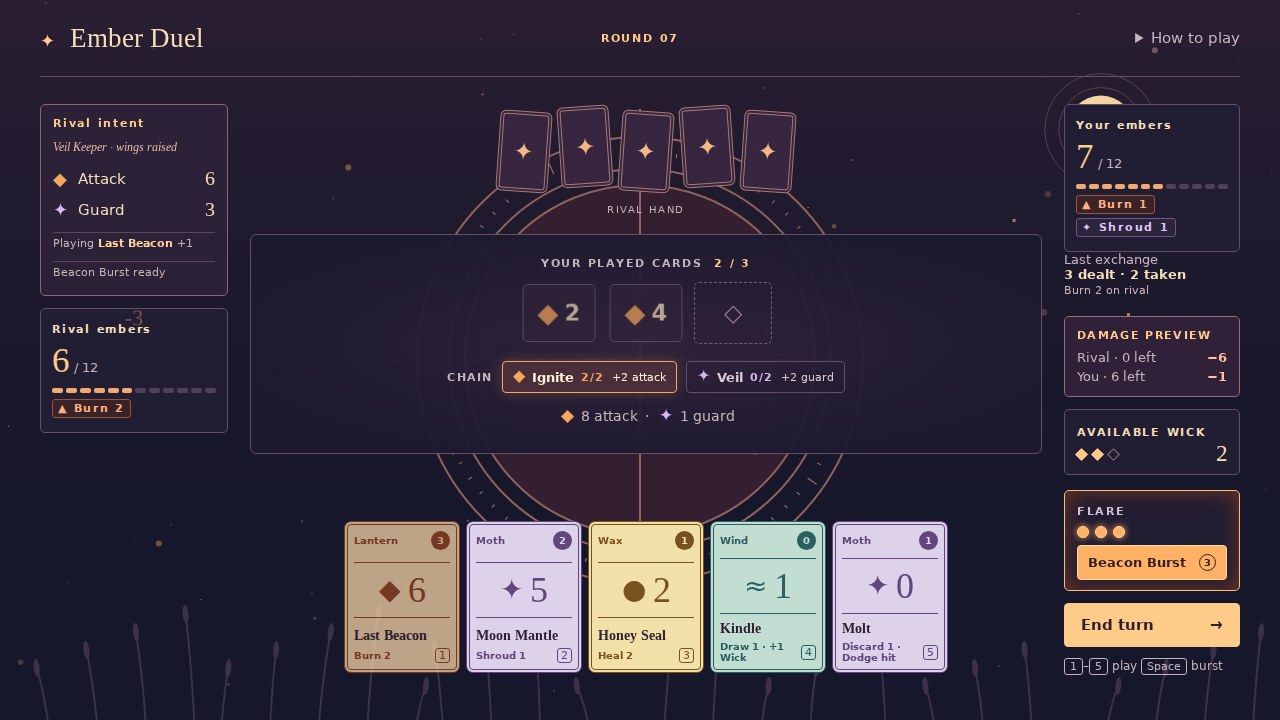 Ember Duel
ROUND 07
How to play
Rival intent
Veil Keeper · wings raised
Attack 6
Guard 3
Playing Last Beacon +1
Beacon Burst ready
-3
Rival embers
6 / 12
Burn 2
RIVAL HAND
YOUR PLAYED CARDS 2 / 3
2
4
CHAIN
Ignite 2/2 +2 attack
Veil 0/2 +2 guard
8 attack · 1 guard
Your embers
7 / 12
Burn 1
Shroud 1
Last exchange
3 dealt · 2 taken
Burn 2 on rival
DAMAGE PREVIEW
Rival · 0 left −6
You · 6 left −1
AVAILABLE WICK
2
FLARE
Beacon Burst 3
End turn →
1–5 play Space burst
Lantern 3
6
Last Beacon
Burn 2 1
Moth 2
5
Moon Mantle
Shroud 1 2
Wax 1
2
Honey Seal
Heal 2 3
Wind 0
≈ 1
Kindle
Draw 1 · +1
Wick 4
Moth 1
0
Molt
Discard 1 ·
Dodge hit 5